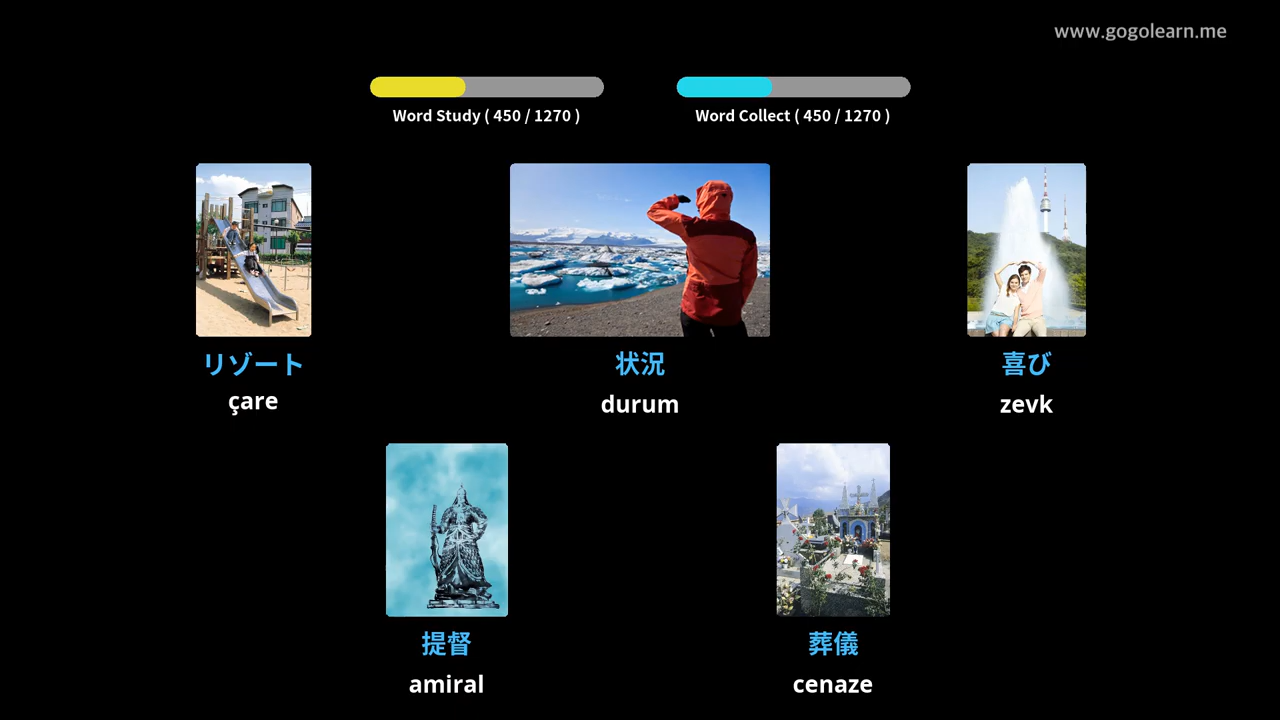 www.gogolearn.me
Word Study ( 450 / 1270 )
Word Collect ( 450 / 1270 )
リゾート
çare
状況
durum
喜び
zevk
提督
amiral
葬儀
cenaze